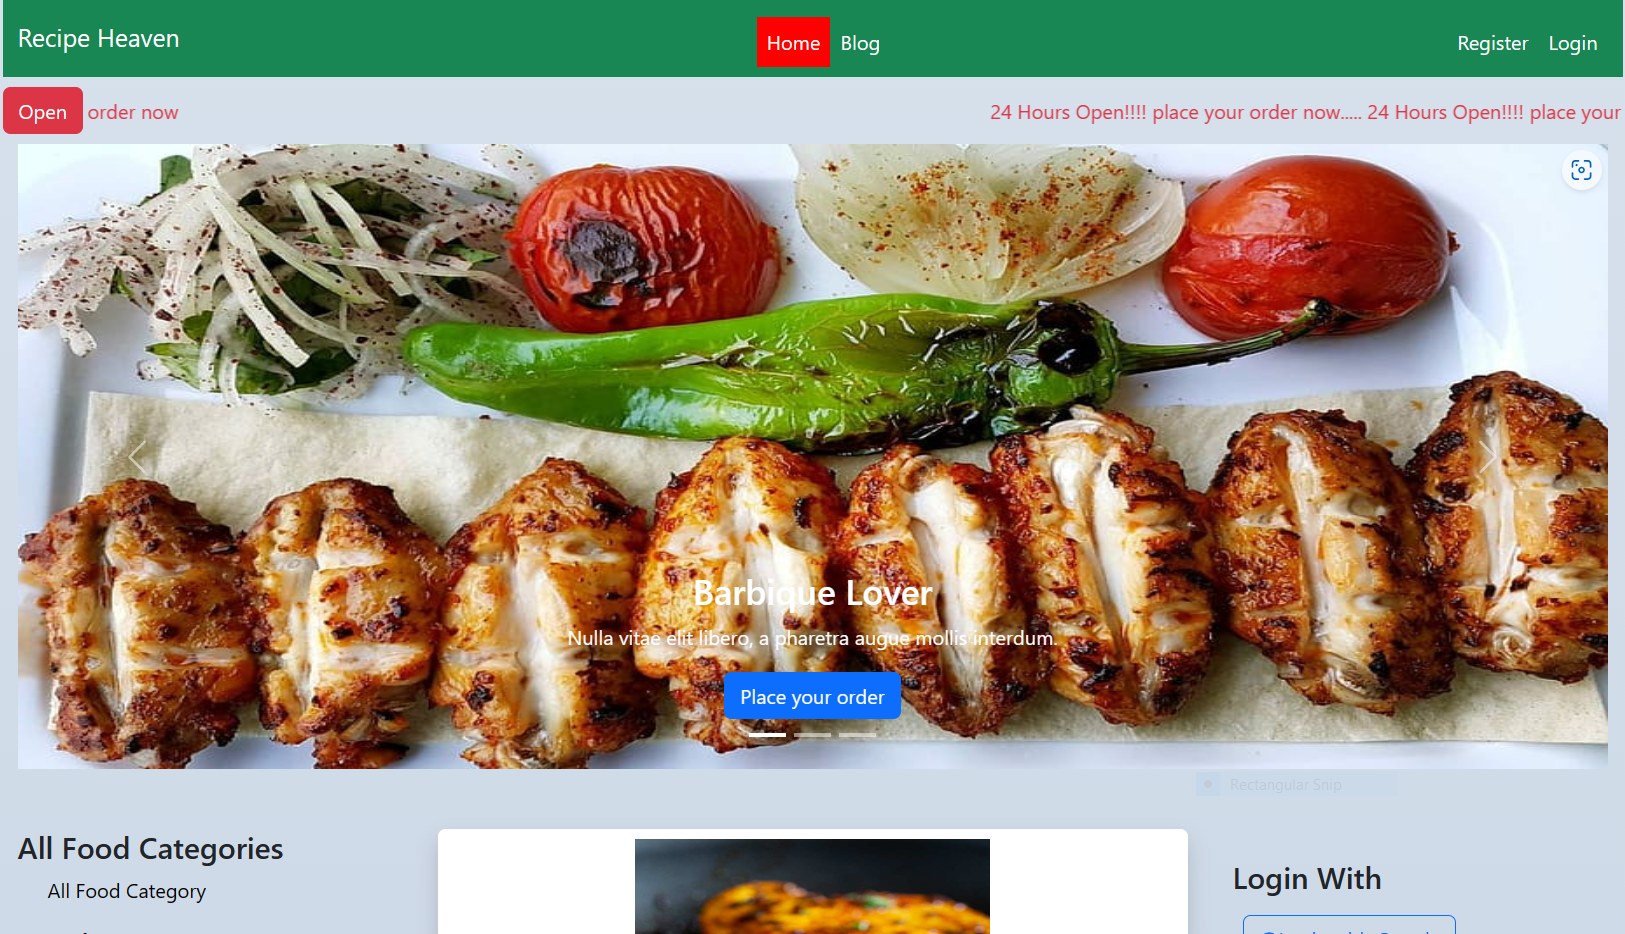 Recipe Heaven
Home Blog
Register Login
Open order now
24 Hours Open!!!! place your order now..... 24 Hours Open!!!! place your
Barbique Lover
Nulla vitae elit libero, a pharetra augue mollis interdum.
Place your order
Rectangular Snip
All Food Categories
All Food Category
Login With